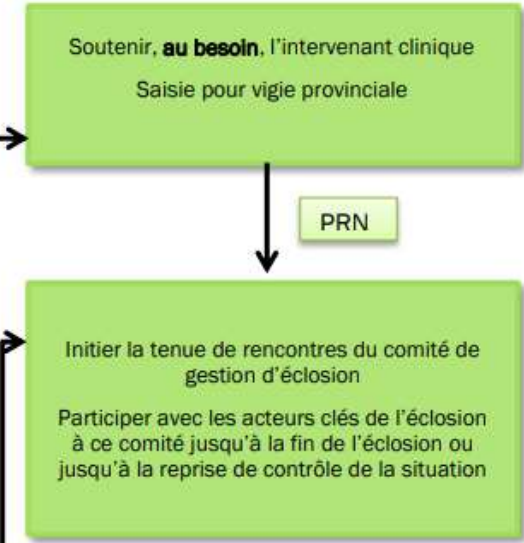 Soutenir, au besoin, l'intervenant clinique
Saisie pour vigie provinciale
PRN
Initier la tenue de rencontres du comité de
gestion d'éclosion
Participer avec les acteurs clés de l'éclosion
à ce comité jusqu'à la fin de l'éclosion ou
jusqu'à la reprise de contrôle de la situation